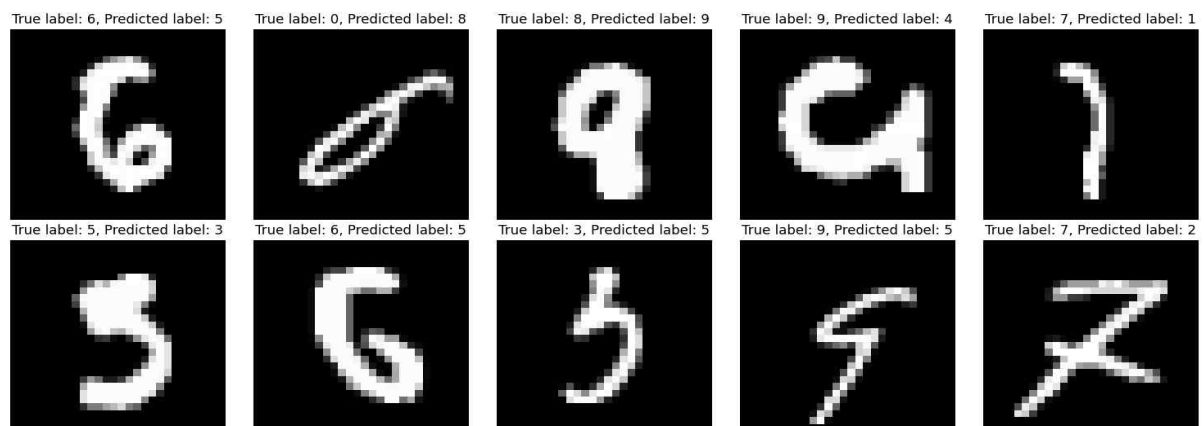 True label: 6, Predicted label: 5
True label: 0, Predicted label: 8
True label: 8, Predicted label: 9
True label: 9, Predicted label: 4
True label: 7, Predicted label: 1
True label: 5, Predicted label: 3
True label: 6, Predicted label: 5
True label: 3, Predicted label: 5
True label: 9, Predicted label: 5
True label: 7, Predicted label: 2